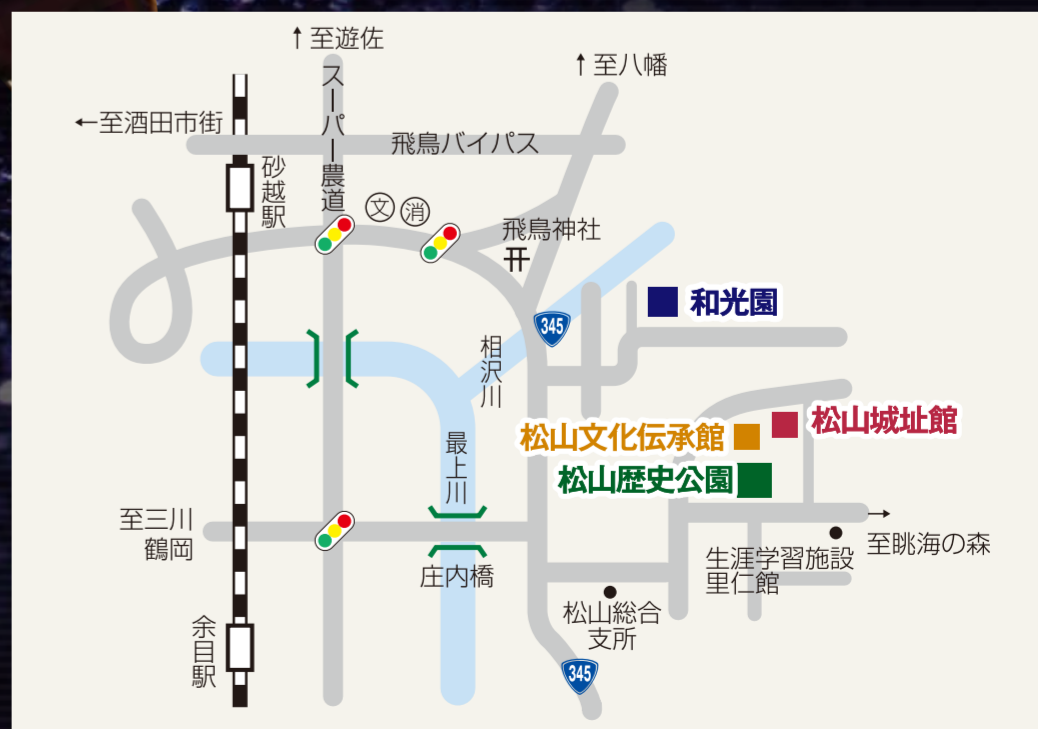 ↑至遊佐
↑至八幡
スーパー農道
←至酒田市街
飛鳥バイパス
砂越駅
文
消
飛鳥神社
和光園
345
相沢川
松山城址館
松山文化伝承館
最上川
松山歴史公園
至三川
鶴岡
→
至眺海の森
生涯学習施設
里仁館
庄内橋
松山総合
支所
余目駅
345